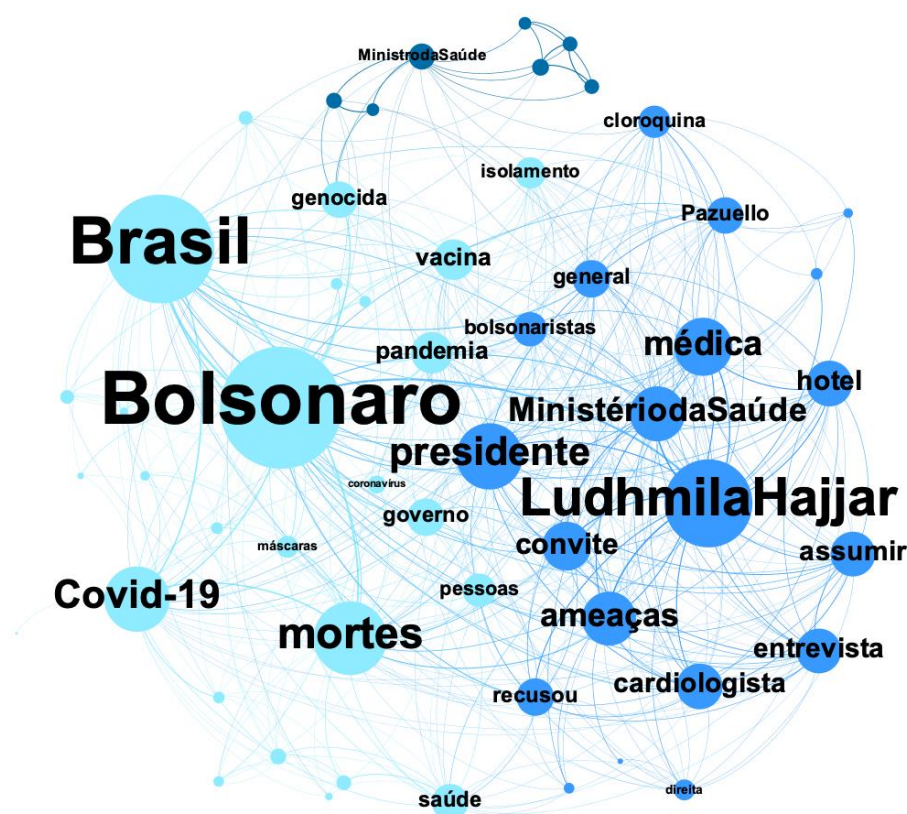 MinistrodaSaúde
cloroquina
isolamento
genocida
Pazuello
Brasil
vacina
general
bolsonaristas
médica
pandemia
hotel
Bolsonaro
MinistériodaSaúde
presidente
coronavírus
LudhmilaHajjar
governo
convite
máscaras
assumir
Covid-19
pessoas
ameaças
mortes
entrevista
cardiologista
recusou
direita
saúde